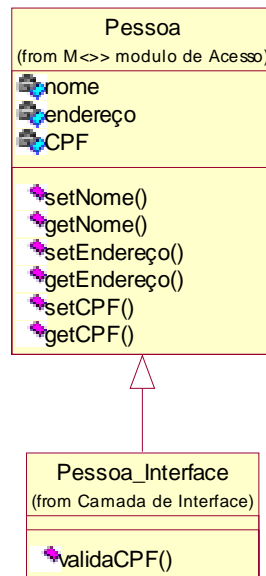 Pessoa
(from M<>> modulo de Acesso)
nome
endereço
CPF
setNome()
getNome()
setEndereço()
getEndereço()
setCPF()
getCPF()
Pessoa_Interface
(from Camada de Interface)
validaCPF()